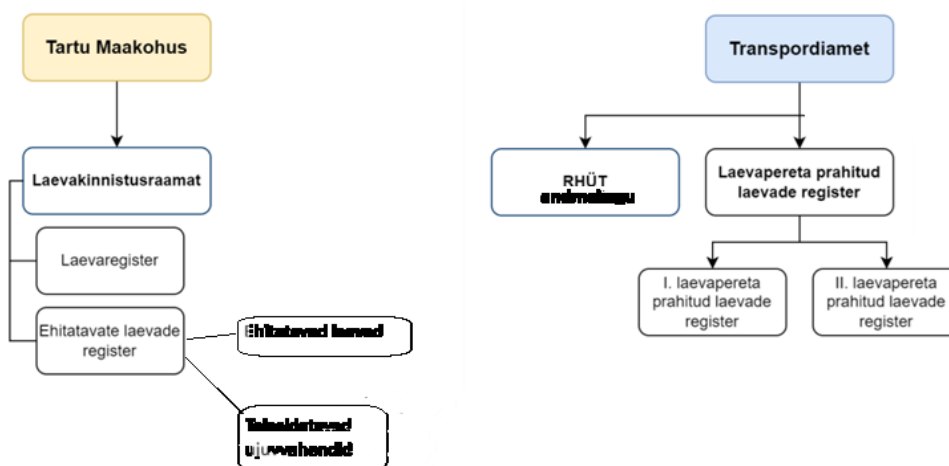 Tartu Maakohus
Laevakinnistusraamat
Laevaregister
Ehitatavate laevade
register
Ehitatavad laevad
ujuvvahendid
Transpordiamet
RHÜT
andmekogu
Laevapereta prahitud
laevade register
I. laevapereta
prahitud laevade
register
II. laevapereta
prahitud laevade
register